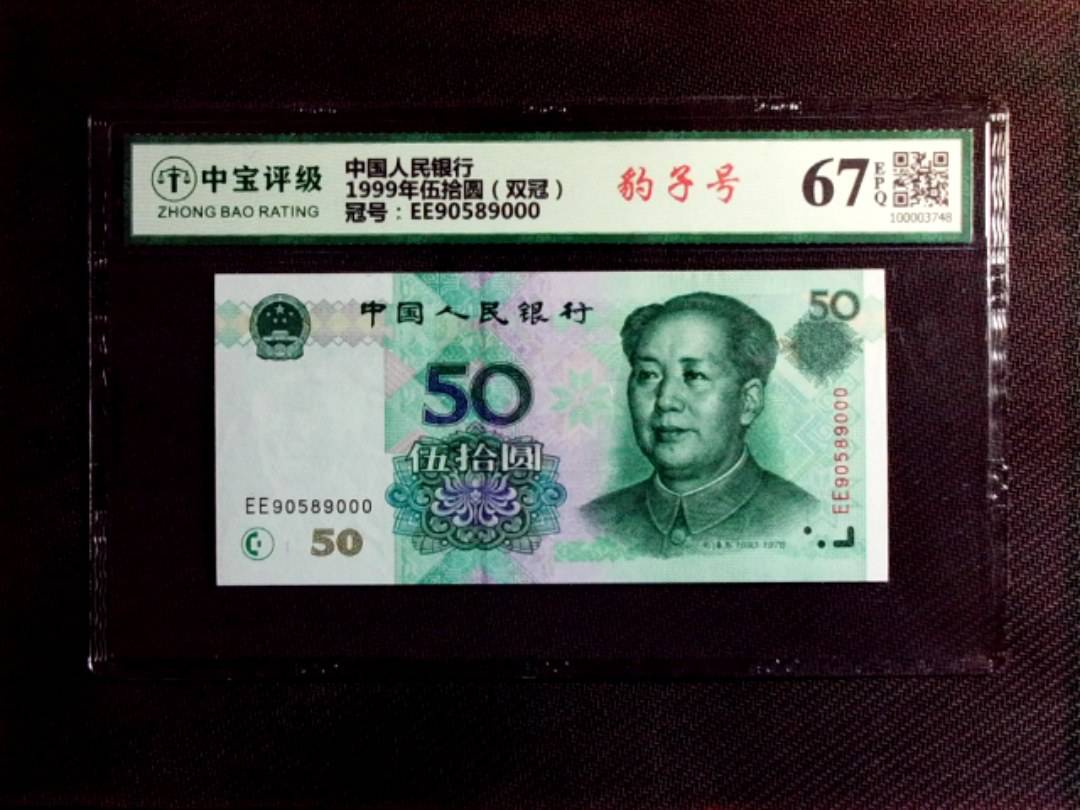 中宝评级
ZHONG BAO RATING
中国人民银行
1999年伍拾圆（双冠）
冠号：EE90589000
豹子号
67
EPQ
100003748
中国人民银行
50
50
伍拾圆
EE90589000
EE90589000
50